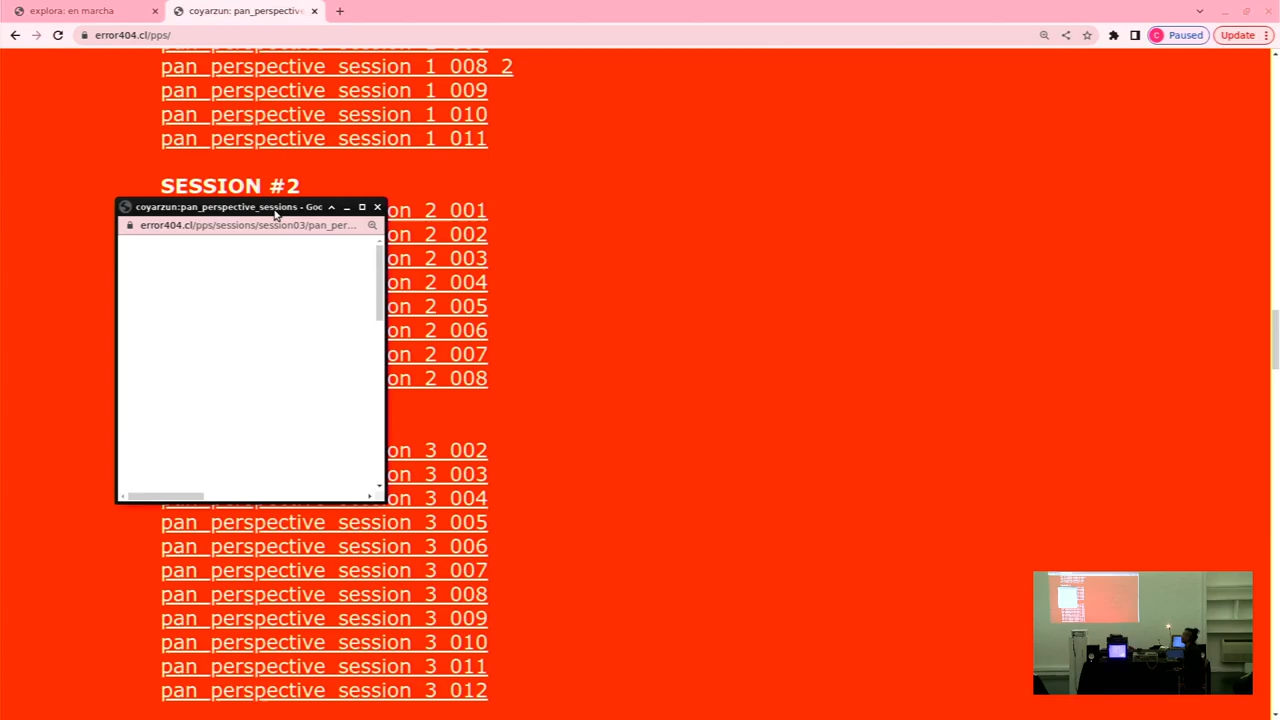 explora: en marcha
coyarzun: pan_perspective_
error404.cl/pps/
C Paused
Update
pan_perspective_session_1_008_2
pan_perspective_session_1_009
pan_perspective_session_1_010
pan_perspective_session_1_011
SESSION #2
coyarzun:pan_perspective_sessions - Goo
error404.cl/pps/sessions/session03/pan_per...
on_2_001
on_2_002
on_2_003
on_2_004
on_2_005
on_2_006
on_2_007
on_2_008
on_3_002
on_3_003
on_3_004
pan_perspective_session_3_005
pan_perspective_session_3_006
pan_perspective_session_3_007
pan_perspective_session_3_008
pan_perspective_session_3_009
pan_perspective_session_3_010
pan_perspective_session_3_011
pan_perspective_session_3_012